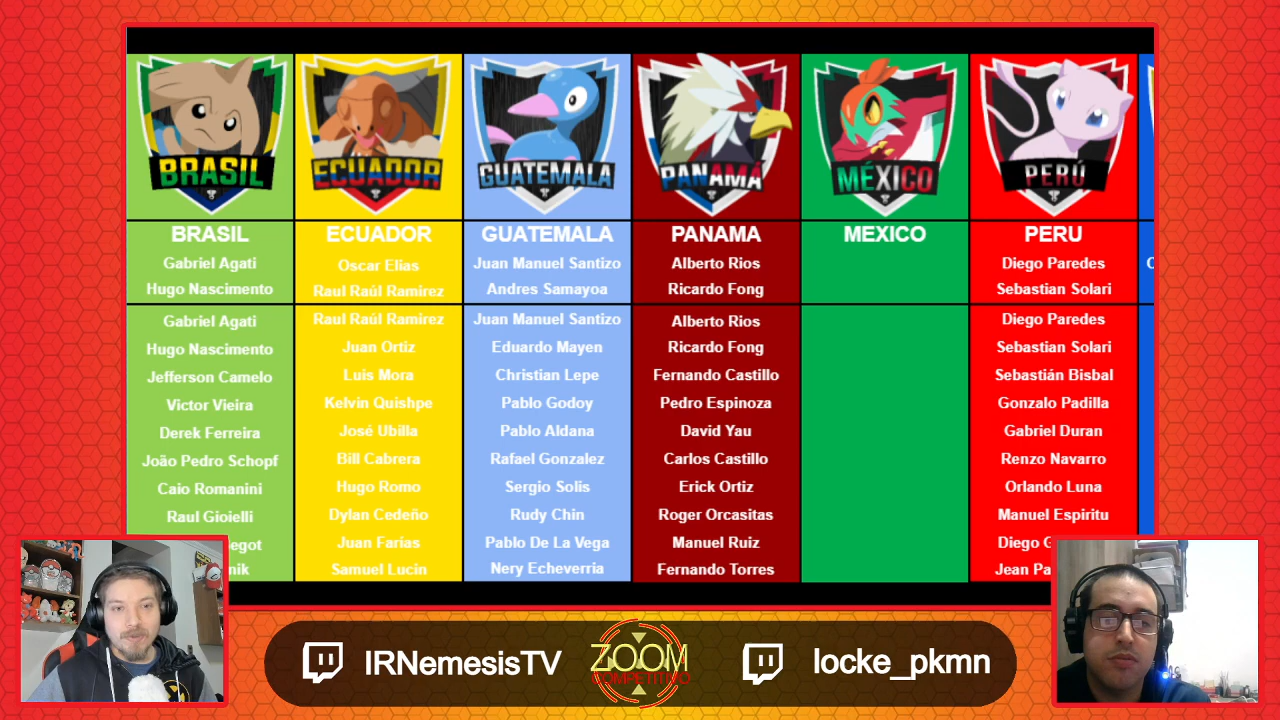 BRASIL
ECUADOR
GUATEMALA
PANAMÁ
MÉXICO
PERÚ
BRASIL
Gabriel Agati
Hugo Nascimento
Gabriel Agati
Hugo Nascimento
Jefferson Camelo
Victor Vieira
Derek Ferreira
João Pedro Schopf
Caio Romanini
Raul Gioielli
ECUADOR
Oscar Elías
Raul Raúl Ramirez
Raul Raúl Ramirez
Juan Ortiz
Luis Mora
Kelvin Quishpe
José Ubilla
Bill Cabrera
Hugo Romo
Dylan Cedeño
Juan Farías
Samuel Lucin
GUATEMALA
Juan Manuel Santizo
Andres Samayoa
Juan Manuel Santizo
Eduardo Mayen
Christian Lepe
Pablo Godoy
Pablo Aldana
Rafael Gonzalez
Sergio Solis
Rudy Chin
Pablo De La Vega
Nery Echeverria
PANAMA
Alberto Rios
Ricardo Fong
Alberto Rios
Ricardo Fong
Fernando Castillo
Pedro Espinoza
David Yau
Carlos Castillo
Erick Ortiz
Roger Orcasitas
Manuel Ruiz
Fernando Torres
MEXICO
PERU
Diego Paredes
Sebastian Solari
Diego Paredes
Sebastian Solari
Sebastián Bisbal
Gonzalo Padilla
Gabriel Duran
Renzo Navarro
Orlando Luna
Manuel Espiritu
Diego
Jean
IRNemesisTV
ZOOM
COMPETITIVO
locke_pkmn